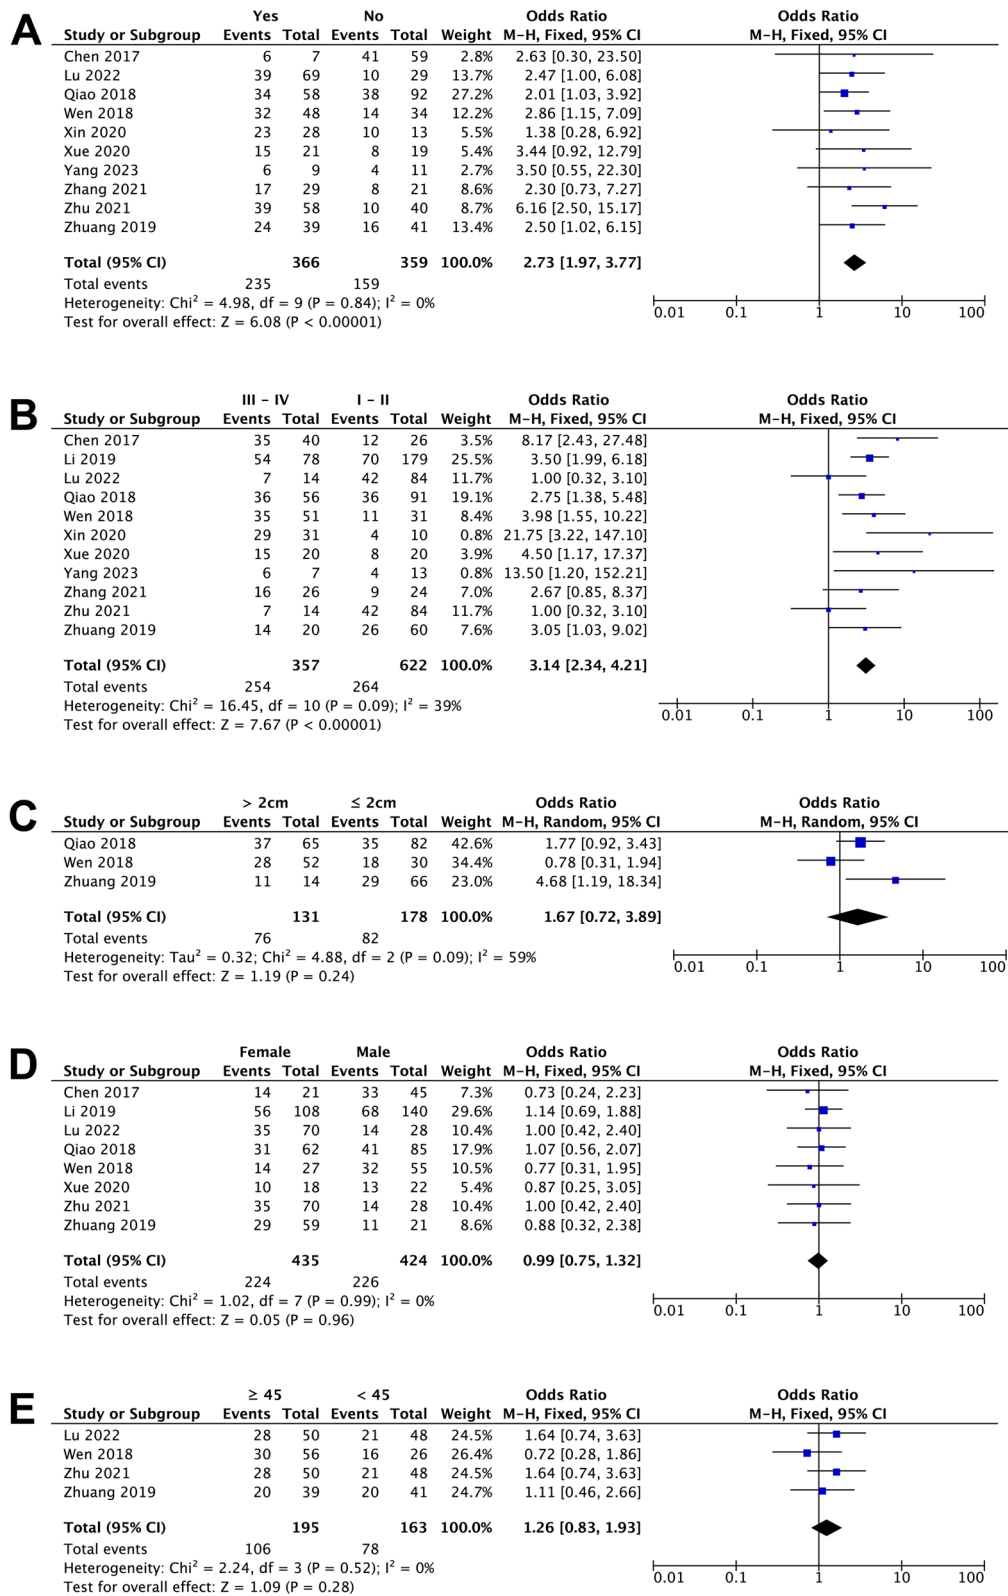 A
Yes No Odds Ratio Odds Ratio
Study or Subgroup Events Total Events Total Weight M-H, Fixed, 95% CI M-H, Fixed, 95% CI
Chen 2017 6 7 41 59 2.8% 2.63 [0.30, 23.50]
Lu 2022 39 69 10 29 13.7% 2.47 [1.00, 6.08]
Qiao 2018 34 58 38 92 27.2% 2.01 [1.03, 3.92]
Wen 2018 32 48 14 34 12.2% 2.86 [1.15, 7.09]
Xin 2020 23 28 10 13 5.5% 1.38 [0.28, 6.92]
Xue 2020 15 21 8 19 5.4% 3.44 [0.92, 12.79]
Yang 2023 6 9 4 11 2.7% 3.50 [0.55, 22.30]
Zhang 2021 17 29 8 21 8.6% 2.30 [0.73, 7.27]
Zhu 2021 39 58 10 40 8.7% 6.16 [2.50, 15.17]
Zhuang 2019 24 39 16 41 13.4% 2.50 [1.02, 6.15]
Total (95% CI) 366 359 100.0% 2.73 [1.97, 3.77]
Total events 235 159
Heterogeneity: Chi² = 4.98, df = 9 (P = 0.84); I² = 0%
Test for overall effect: Z = 6.08 (P < 0.00001)
0.01 0.1 1 10 100
B
III – IV I – II Odds Ratio Odds Ratio
Study or Subgroup Events Total Events Total Weight M-H, Fixed, 95% CI M-H, Fixed, 95% CI
Chen 2017 35 40 12 26 3.5% 8.17 [2.43, 27.48]
Li 2019 54 78 70 179 25.5% 3.50 [1.99, 6.18]
Lu 2022 7 14 42 84 11.7% 1.00 [0.32, 3.10]
Qiao 2018 36 56 36 91 19.1% 2.75 [1.38, 5.48]
Wen 2018 35 51 11 31 8.4% 3.98 [1.55, 10.22]
Xin 2020 29 31 4 10 0.8% 21.75 [3.22, 147.10]
Xue 2020 15 20 8 20 3.9% 4.50 [1.17, 17.37]
Yang 2023 6 7 4 13 0.8% 13.50 [1.20, 152.21]
Zhang 2021 16 26 9 24 7.0% 2.67 [0.85, 8.37]
Zhu 2021 7 14 42 84 11.7% 1.00 [0.32, 3.10]
Zhuang 2019 14 20 26 60 7.6% 3.05 [1.03, 9.02]
Total (95% CI) 357 622 100.0% 3.14 [2.34, 4.21]
Total events 254 264
Heterogeneity: Chi² = 16.45, df = 10 (P = 0.09); I² = 39%
Test for overall effect: Z = 7.67 (P < 0.00001)
0.01 0.1 1 10 100
C
> 2cm ≤ 2cm Odds Ratio Odds Ratio
Study or Subgroup Events Total Events Total Weight M-H, Random, 95% CI M-H, Random, 95% CI
Qiao 2018 37 65 35 82 42.6% 1.77 [0.92, 3.43]
Wen 2018 28 52 18 30 34.4% 0.78 [0.31, 1.94]
Zhuang 2019 11 14 29 66 23.0% 4.68 [1.19, 18.34]
Total (95% CI) 131 178 100.0% 1.67 [0.72, 3.89]
Total events 76 82
Heterogeneity: Tau² = 0.32; Chi² = 4.88, df = 2 (P = 0.09); I² = 59%
Test for overall effect: Z = 1.19 (P = 0.24)
0.01 0.1 1 10 100
D
Female Male Odds Ratio Odds Ratio
Study or Subgroup Events Total Events Total Weight M-H, Fixed, 95% CI M-H, Fixed, 95% CI
Chen 2017 14 21 33 45 7.3% 0.73 [0.24, 2.23]
Li 2019 56 108 68 140 29.6% 1.14 [0.69, 1.88]
Lu 2022 35 70 14 28 10.4% 1.00 [0.42, 2.40]
Qiao 2018 31 62 41 85 17.9% 1.07 [0.56, 2.07]
Wen 2018 14 27 32 55 10.5% 0.77 [0.31, 1.95]
Xue 2020 10 18 13 22 5.4% 0.87 [0.25, 3.05]
Zhu 2021 35 70 14 28 10.4% 1.00 [0.42, 2.40]
Zhuang 2019 29 59 11 21 8.6% 0.88 [0.32, 2.38]
Total (95% CI) 435 424 100.0% 0.99 [0.75, 1.32]
Total events 224 226
Heterogeneity: Chi² = 1.02, df = 7 (P = 0.99); I² = 0%
Test for overall effect: Z = 0.05 (P = 0.96)
0.01 0.1 1 10 100
E
≥ 45 < 45 Odds Ratio Odds Ratio
Study or Subgroup Events Total Events Total Weight M-H, Fixed, 95% CI M-H, Fixed, 95% CI
Lu 2022 28 50 21 48 24.5% 1.64 [0.74, 3.63]
Wen 2018 30 56 16 26 26.4% 0.72 [0.28, 1.86]
Zhu 2021 28 50 21 48 24.5% 1.64 [0.74, 3.63]
Zhuang 2019 20 39 20 41 24.7% 1.11 [0.46, 2.66]
Total (95% CI) 195 163 100.0% 1.26 [0.83, 1.93]
Total events 106 78
Heterogeneity: Chi² = 2.24, df = 3 (P = 0.52); I² = 0%
Test for overall effect: Z = 1.09 (P = 0.28)
0.01 0.1 1 10 100